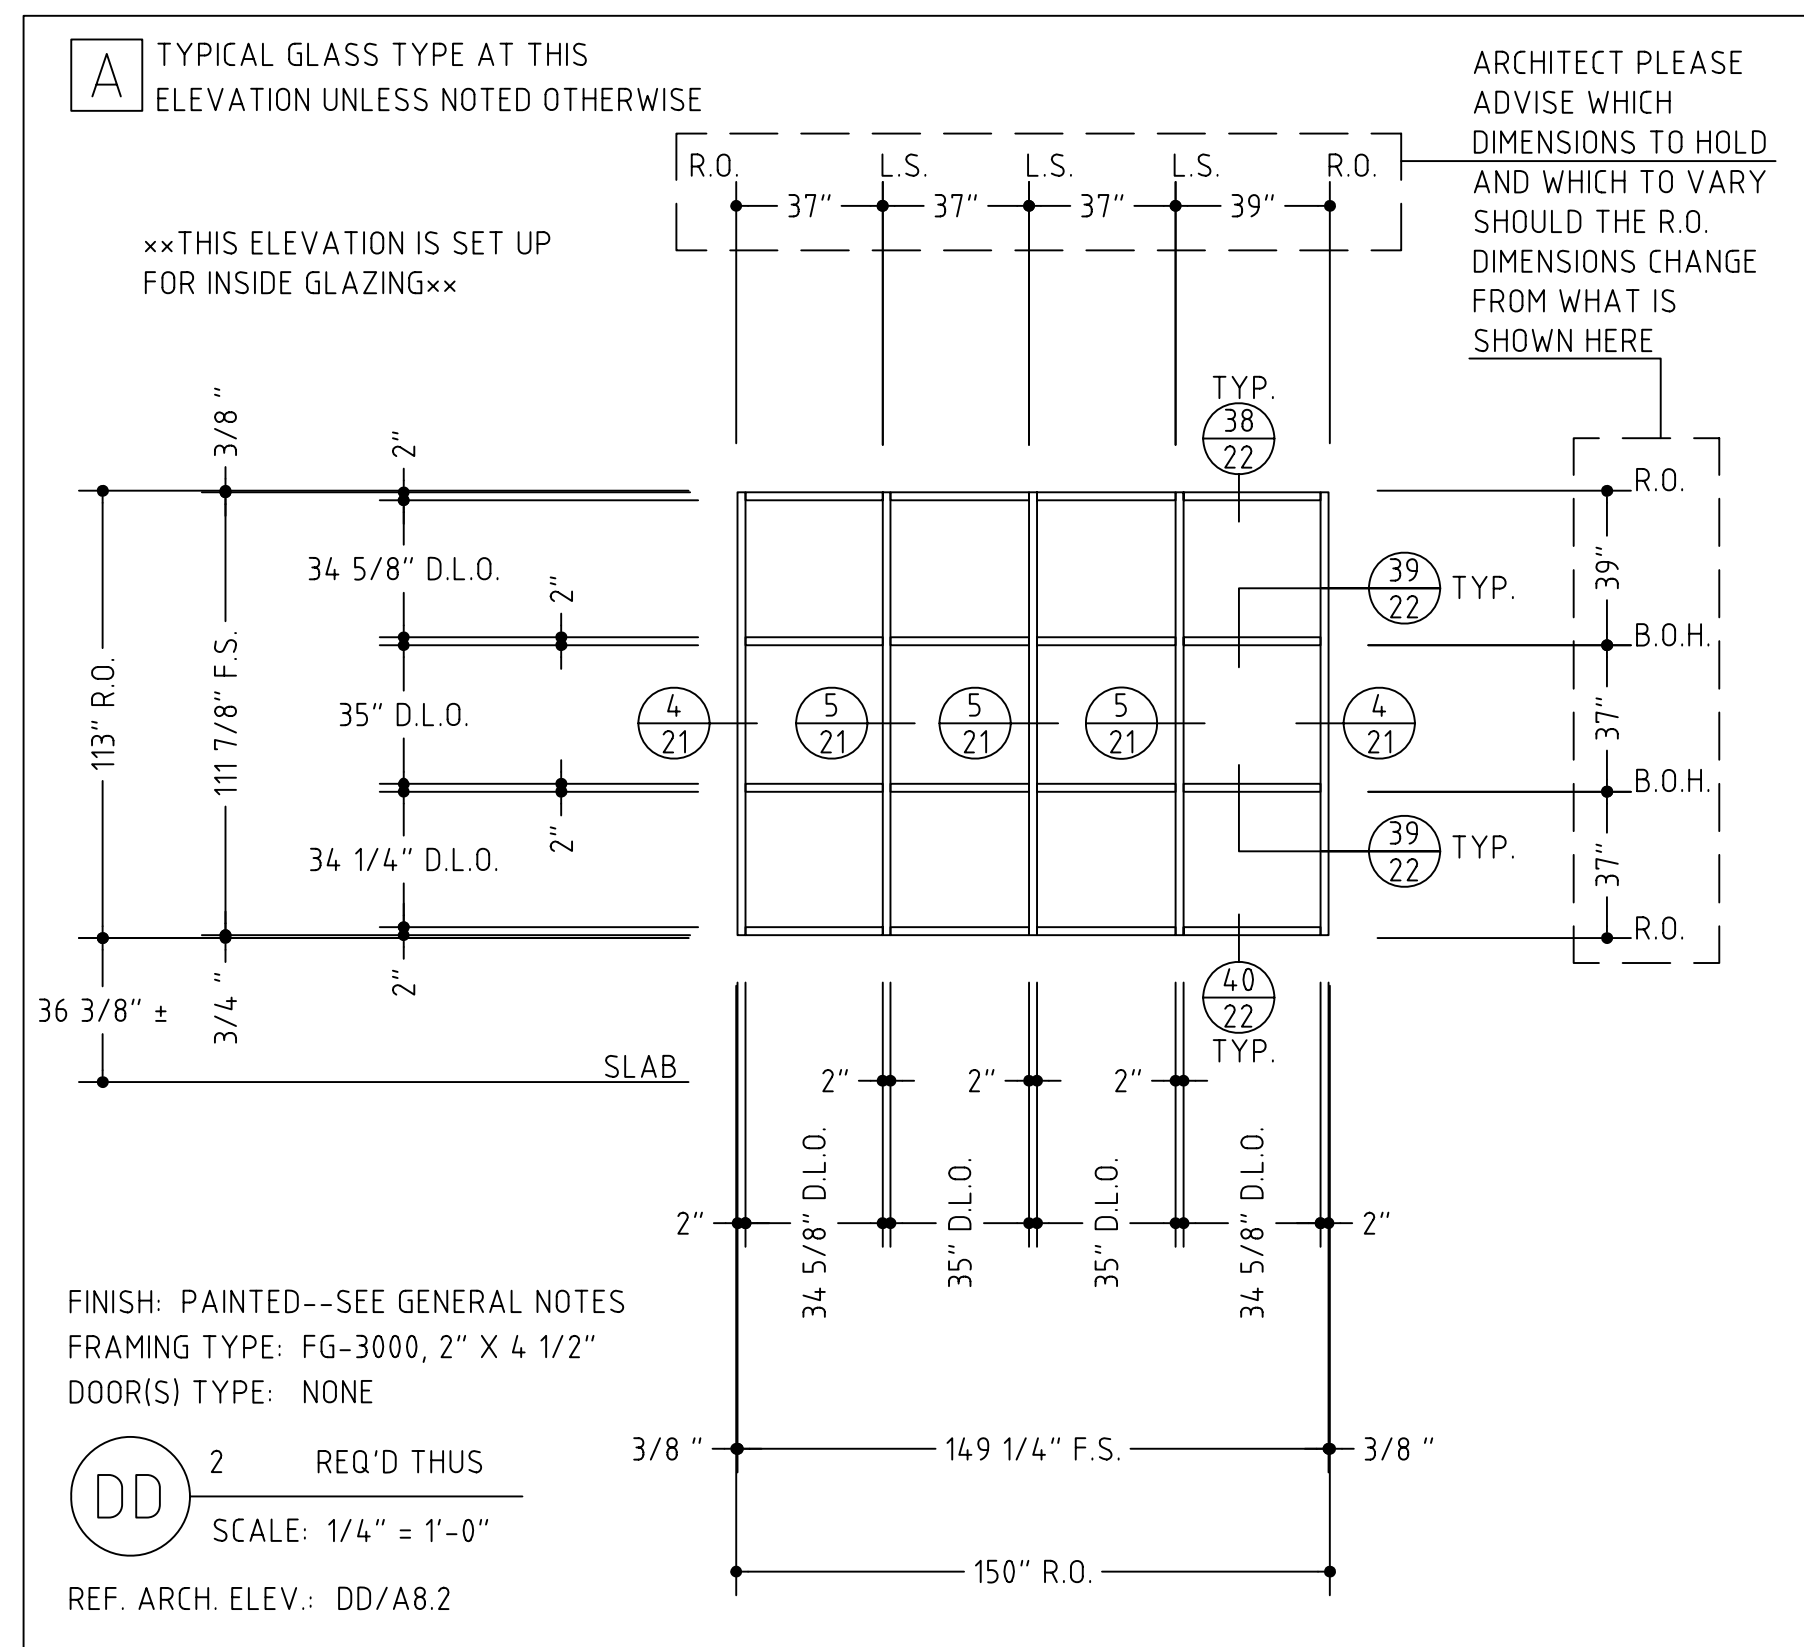 A
TYPICAL GLASS TYPE AT THIS
ELEVATION UNLESS NOTED OTHERWISE
××THIS ELEVATION IS SET UP
FOR INSIDE GLAZING××
ARCHITECT PLEASE
ADVISE WHICH
DIMENSIONS TO HOLD
AND WHICH TO VARY
SHOULD THE R.O.
DIMENSIONS CHANGE
FROM WHAT IS
SHOWN HERE
R.O. L.S. L.S. L.S. R.O.
37" 37" 37" 39"
TYP.
38
22
3/8 "
2"
34 5/8" D.L.O.
2"
113" R.O.
111 7/8" F.S.
35" D.L.O.
2"
34 1/4" D.L.O.
2"
3/4 "
36 3/8" ±
SLAB
4
21
5
21
5
21
5
21
4
21
39
22
TYP.
39
22
TYP.
40
22
TYP.
R.O.
39"
B.O.H.
37"
B.O.H.
37"
R.O.
2" 2" 2"
2" 34 5/8" D.L.O. 35" D.L.O. 35" D.L.O. 34 5/8" D.L.O. 2"
3/8 " 149 1/4" F.S. 3/8 "
150" R.O.
FINISH: PAINTED--SEE GENERAL NOTES
FRAMING TYPE: FG-3000, 2" X 4 1/2"
DOOR(S) TYPE: NONE
DD
2 REQ'D THUS
SCALE: 1/4" = 1'-0"
REF. ARCH. ELEV.: DD/A8.2